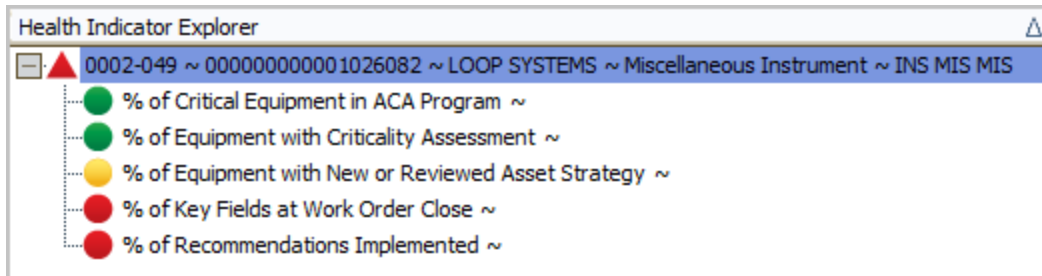 Health Indicator Explorer
0002-049 ~ 000000000001026082 ~ LOOP SYSTEMS ~ Miscellaneous Instrument ~ INS MIS MIS
% of Critical Equipment in ACA Program ~
% of Equipment with Criticality Assessment ~
% of Equipment with New or Reviewed Asset Strategy ~
% of Key Fields at Work Order Close ~
% of Recommendations Implemented ~